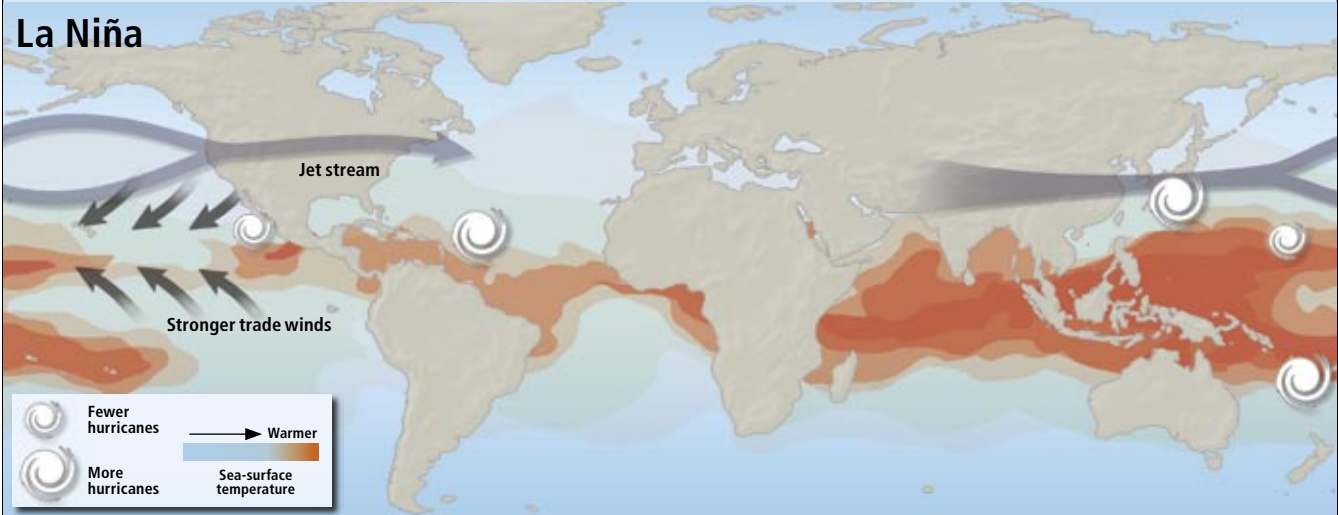 La Niña
Jet stream
Stronger trade winds
Fewer
hurricanes
More
hurricanes
Warmer
Sea-surface
temperature